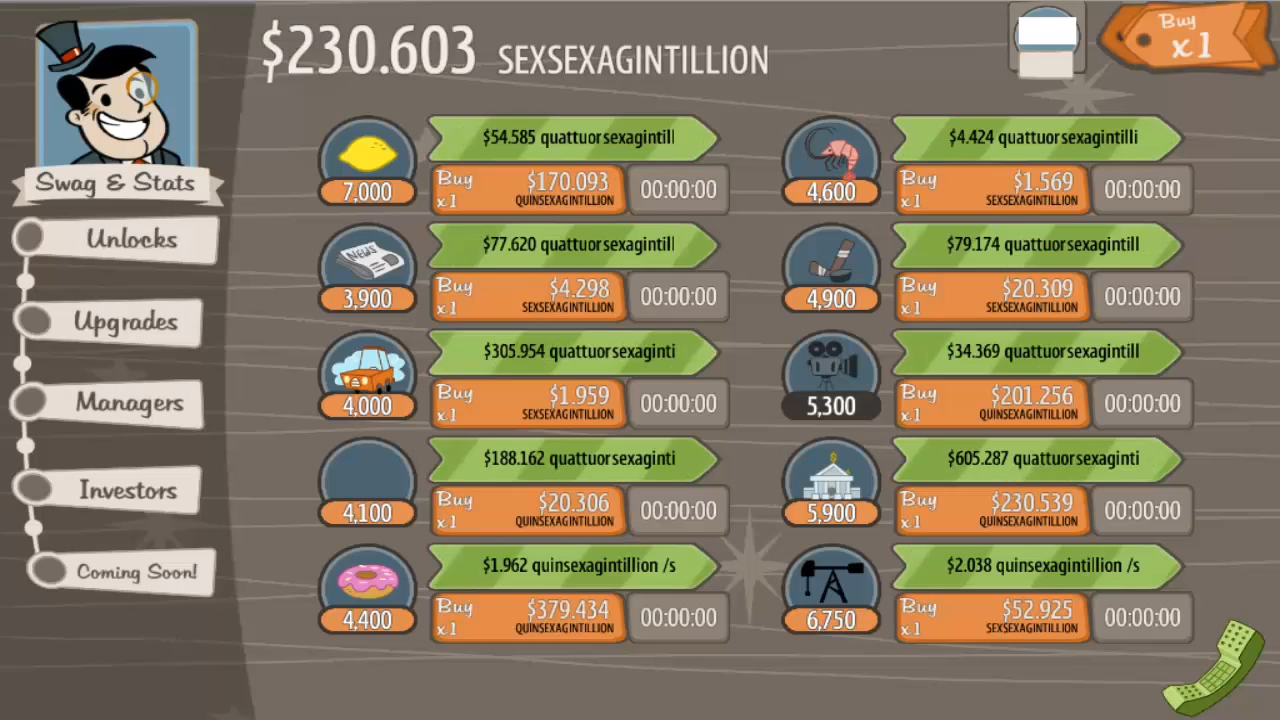 $230.603 SEXSEXAGINTILLION
Buy
x1
Swag & Stats
Unlocks
Upgrades
Managers
Investors
Coming Soon!
$54.585 quattuorsexagintill
7,000
Buy
x1
$170.093
QUINSEXAGINTILLION
00:00:00
NEWS
$77.620 quattuorsexagintill
3,900
Buy
x1
$4.298
SEXSEXAGINTILLION
00:00:00
$305.954 quattuorsexaginti
4,000
Buy
x1
$1.959
SEXSEXAGINTILLION
00:00:00
$188.162 quattuorsexaginti
4,100
Buy
x1
$20.306
QUINSEXAGINTILLION
00:00:00
$1.962 quinsexagintillion /s
4,400
Buy
x1
$379.434
QUINSEXAGINTILLION
00:00:00
$4.424 quattuorsexagintilli
4,600
Buy
x1
$1.569
SEXSEXAGINTILLION
00:00:00
$79.174 quattuorsexagintill
4,900
Buy
x1
$20.309
SEXSEXAGINTILLION
00:00:00
$34.369 quattuorsexagintill
5,300
Buy
x1
$201.256
QUINSEXAGINTILLION
00:00:00
$605.287 quattuorsexaginti
5,900
Buy
x1
$230.539
QUINSEXAGINTILLION
00:00:00
$2.038 quinsexagintillion /s
6,750
Buy
x1
$52.925
SEXSEXAGINTILLION
00:00:00